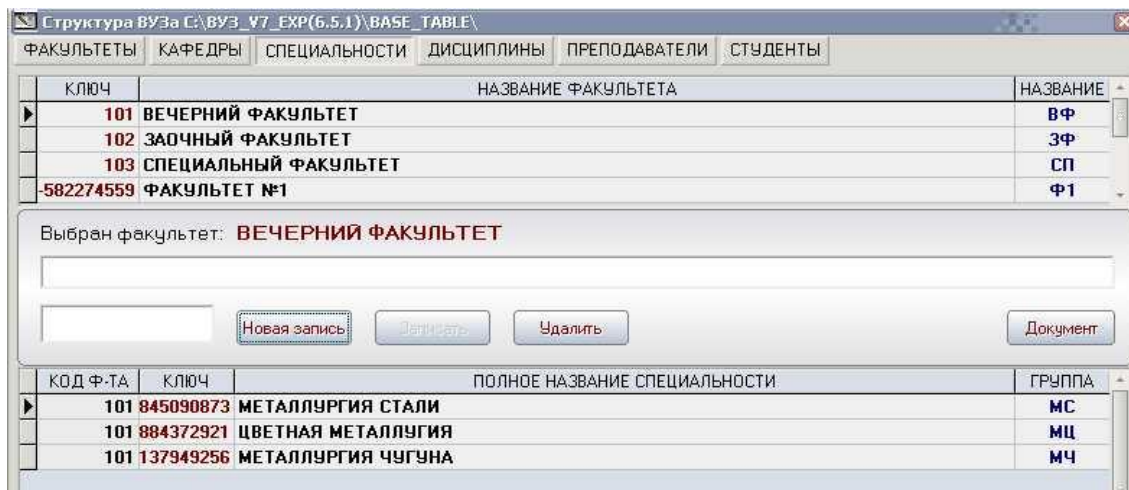 Структура ВУЗа C:\ВУЗ_V7_EXP(6.5.1)\BASE_TABLE\
ФАКУЛЬТЕТЫ КАФЕДРЫ СПЕЦИАЛЬНОСТИ ДИСЦИПЛИНЫ ПРЕПОДАВАТЕЛИ СТУДЕНТЫ
КЛЮЧ НАЗВАНИЕ ФАКУЛЬТЕТА НАЗВАНИЕ
101 ВЕЧЕРНИЙ ФАКУЛЬТЕТ ВФ
102 ЗАОЧНЫЙ ФАКУЛЬТЕТ ЗФ
103 СПЕЦИАЛЬНЫЙ ФАКУЛЬТЕТ СП
-582274559 ФАКУЛЬТЕТ №1 Ф1
Выбран факультет: ВЕЧЕРНИЙ ФАКУЛЬТЕТ
Новая запись Записать Удалить Документ
КОД Ф-ТА КЛЮЧ ПОЛНОЕ НАЗВАНИЕ СПЕЦИАЛЬНОСТИ ГРУППА
101 845090873 МЕТАЛЛУРГИЯ СТАЛИ МС
101 884372921 ЦВЕТНАЯ МЕТАЛЛУГИЯ МЦ
101 137949256 МЕТАЛЛУРГИЯ ЧУГУНА МЧ